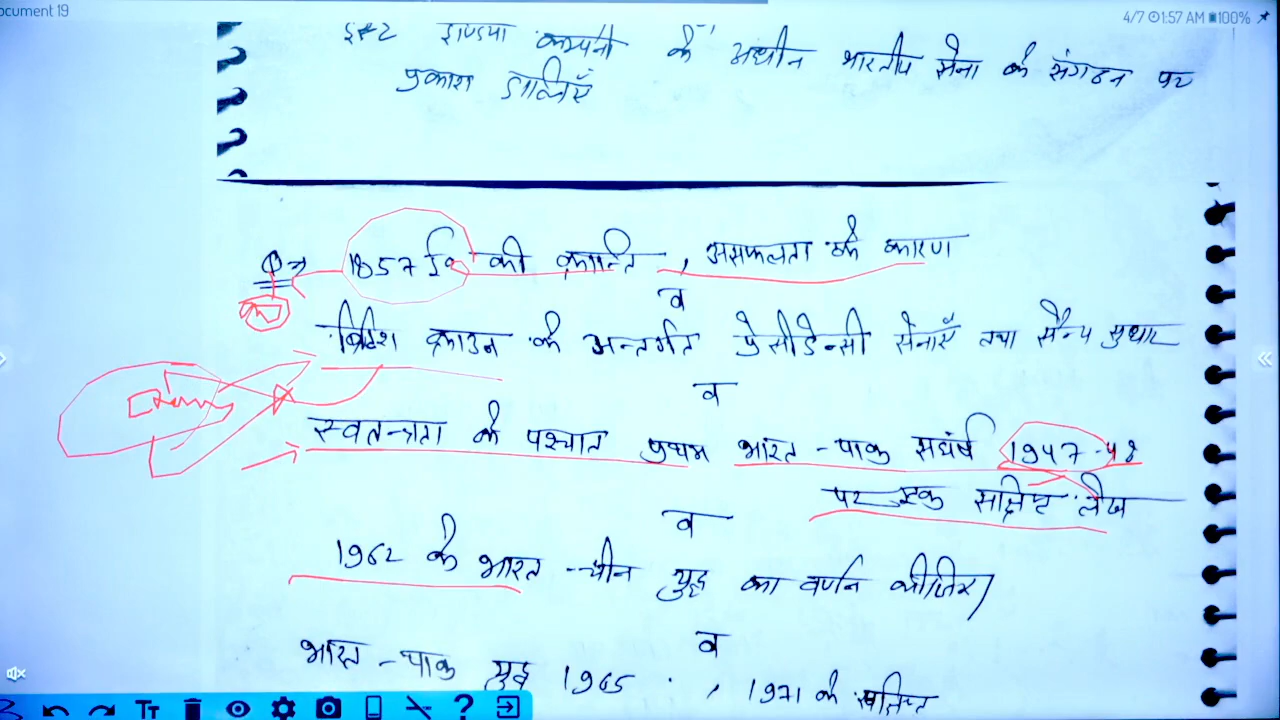 ocument 19
4/7 1:57 AM 100%
इस्ट इण्डिया कम्पनी के अधीन भारतीय सेना के संगठन पर
प्रकाश डालिएँ
Q→ 1857 ई० की क्रान्ति , असफलता के कारण
व
ब्रिटिश क्राउन के अन्तर्गत प्रेसीडेन्सी सेनाएँ तथा सैन्य सुधार
व
स्वतन्त्रता के पश्चात प्रथम भारत - पाक संघर्ष 1947-48
पर एक संक्षिप्त लेख
व
1962 के भारत - चीन युद्ध का वर्णन कीजिए/
व
भारत - पाक युद्ध 1965 , 1971 के संक्षिप्त
TT
?